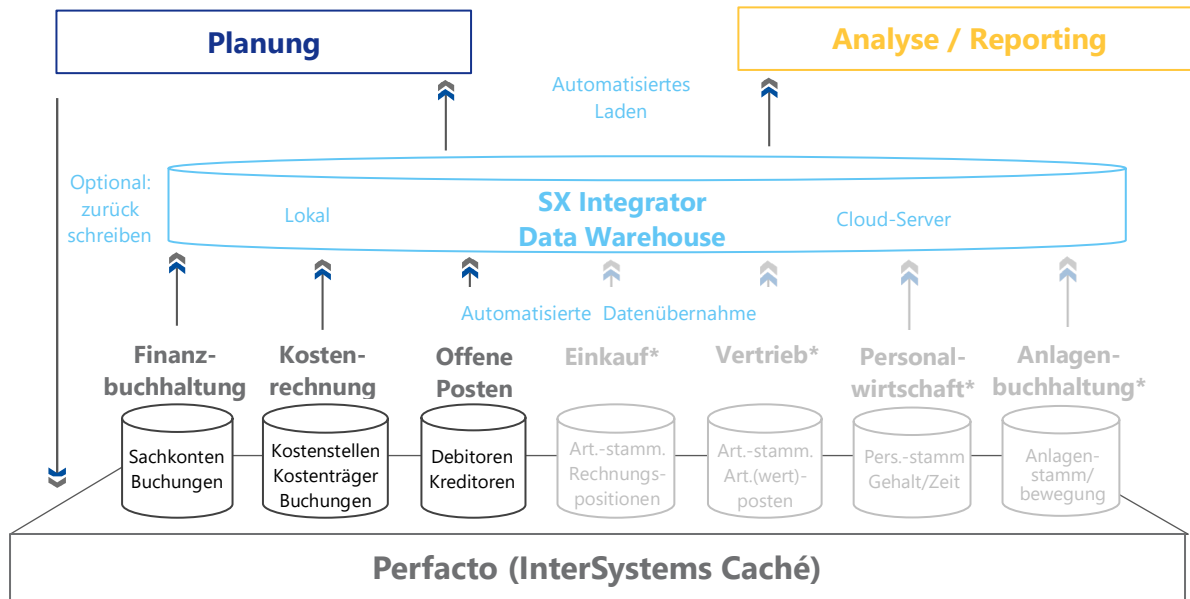 Planung
Analyse / Reporting
Automatisiertes
Laden
Optional:
zurück
schreiben
Lokal
SX Integrator
Data Warehouse
Cloud-Server
Automatisierte Datenübernahme
Finanz-
buchhaltung
Kosten-
rechnung
Offene
Posten
Einkauf*
Vertrieb*
Personal-
wirtschaft*
Anlagen-
buchhaltung*
Sachkonten
Buchungen
Kostenstellen
Kostenträger
Buchungen
Debitoren
Kreditoren
Art.-stamm.
Rechnungs-
positionen
Art.-stamm.
Art.(wert)-
posten
Pers.-stamm
Gehalt/Zeit
Anlagen-
stamm/
bewegung
Perfacto (InterSystems Caché)